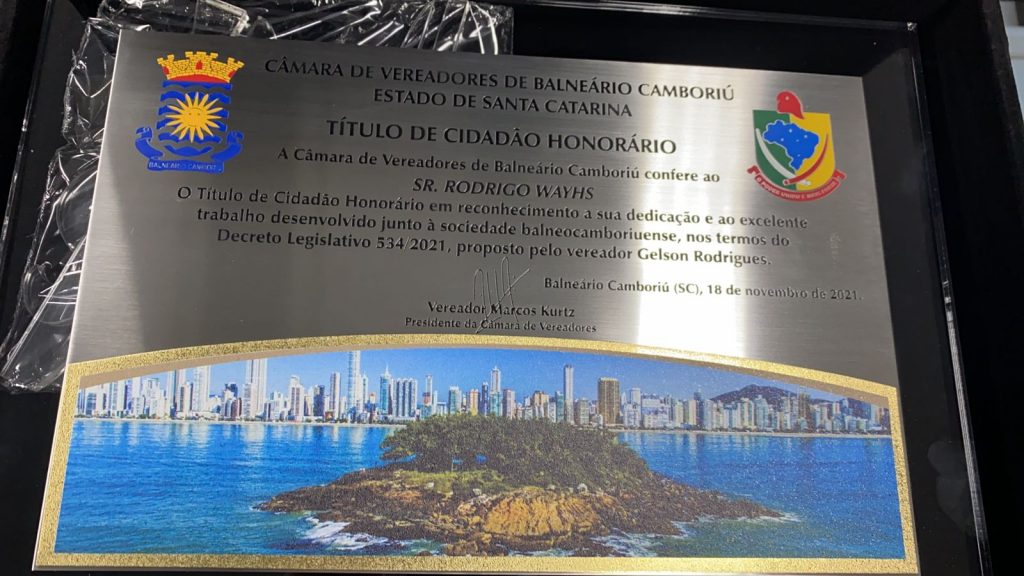 CÂMARA DE VEREADORES DE BALNEÁRIO CAMBORIÚ
ESTADO DE SANTA CATARINA
TÍTULO DE CIDADÃO HONORÁRIO
A Câmara de Vereadores de Balneário Camboriú confere ao
SR. RODRIGO WAYHS
O Título de Cidadão Honorário em reconhecimento a sua dedicação e ao excelente
trabalho desenvolvido junto à sociedade balneocamboriuense, nos termos do
Decreto Legislativo 534/2021, proposto pelo vereador Gelson Rodrigues.
Balneário Camboriú (SC), 18 de novembro de 2021.
Vereador Marcos Kurtz
Presidente da Câmara de Vereadores
BALNEÁRIO CAMBORIÚ